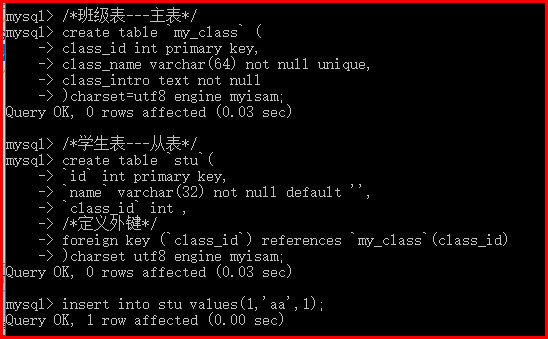 mysql> /*班级表---主表*/
mysql> create table `my_class` (
    -> class_id int primary key,
    -> class_name varchar(64) not null unique,
    -> class_intro text not null
    -> )charset=utf8 engine myisam;
Query OK, 0 rows affected (0.03 sec)

mysql> /*学生表---从表*/
mysql> create table `stu`(
    -> `id` int primary key,
    -> `name` varchar(32) not null default '',
    -> `class_id` int ,
    -> /*定义外键*/
    -> foreign key (`class_id`) references `my_class`(class_id)
    -> )charset utf8 engine myisam;
Query OK, 0 rows affected (0.03 sec)

mysql> insert into stu values(1,'aa',1);
Query OK, 1 row affected (0.00 sec)